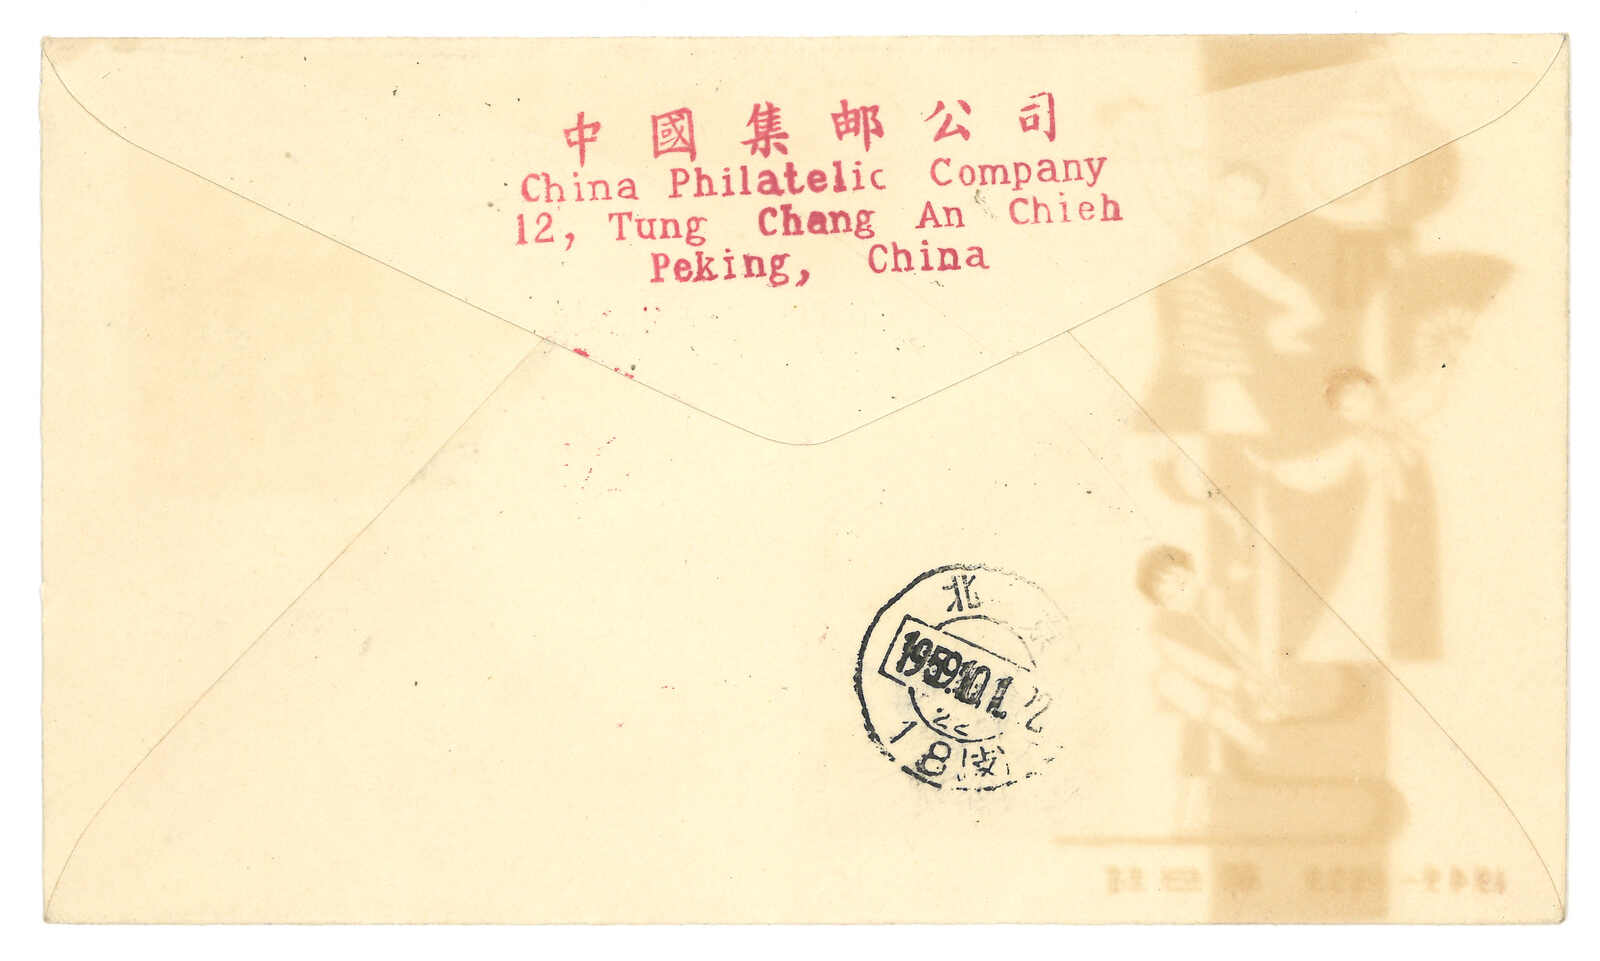 中國集邮公司
China Philatelic Company
12, Tung Chang An Chieh
Peking, China
北
1959.10.1.
18